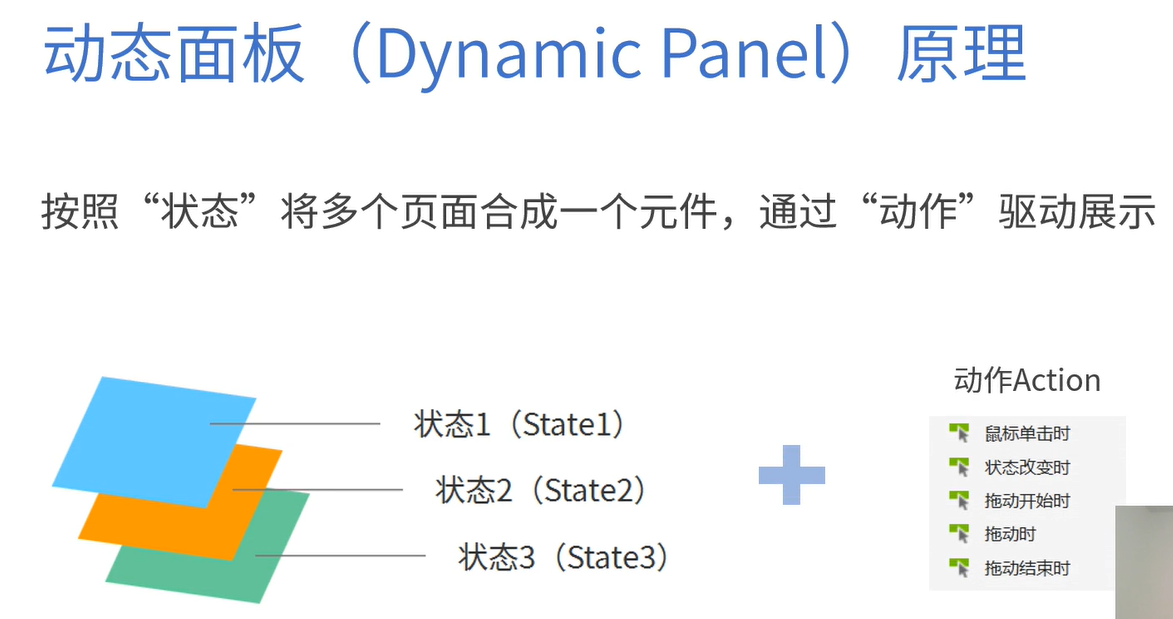 动态面板（Dynamic Panel）原理
按照“状态”将多个页面合成一个元件，通过“动作”驱动展示
状态1（State1）
状态2（State2）
状态3（State3）
动作Action
鼠标单击时
状态改变时
拖动开始时
拖动时
拖动结束时